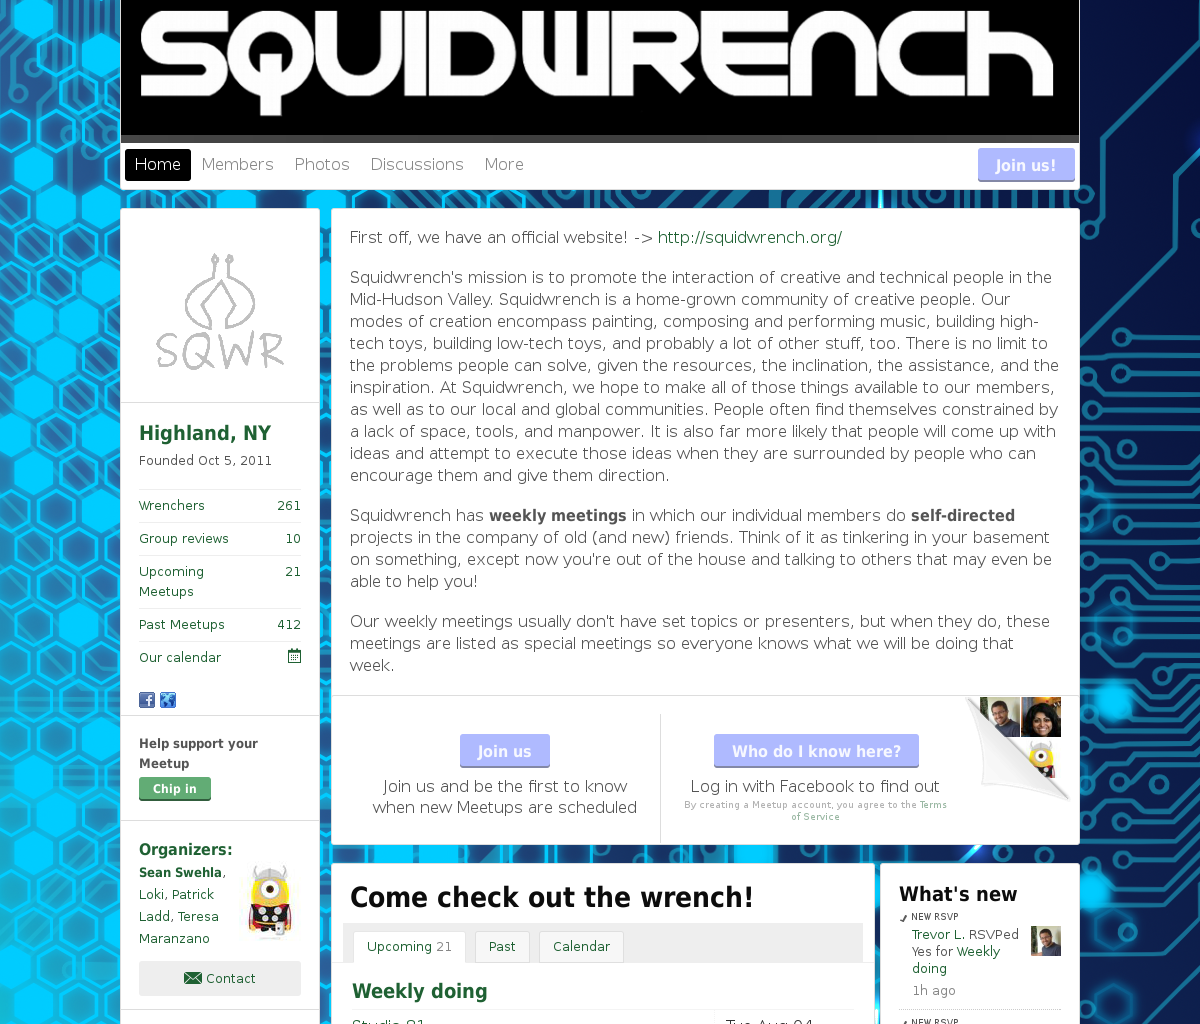 SQUIDWRENCH
Home Members Photos Discussions More Join us!
SQWR
Highland, NY
Founded Oct 5, 2011
Wrenchers 261
Group reviews 10
Upcoming Meetups 21
Past Meetups 412
Our calendar
Help support your
Meetup
Chip in
Organizers:
Sean Swehla,
Loki, Patrick
Ladd, Teresa
Maranzano
Contact
First off, we have an official website! -> http://squidwrench.org/
Squidwrench's mission is to promote the interaction of creative and technical people in the
Mid-Hudson Valley. Squidwrench is a home-grown community of creative people. Our
modes of creation encompass painting, composing and performing music, building high-
tech toys, building low-tech toys, and probably a lot of other stuff, too. There is no limit to
the problems people can solve, given the resources, the inclination, the assistance, and the
inspiration. At Squidwrench, we hope to make all of those things available to our members,
as well as to our local and global communities. People often find themselves constrained by
a lack of space, tools, and manpower. It is also far more likely that people will come up with
ideas and attempt to execute those ideas when they are surrounded by people who can
encourage them and give them direction.
Squidwrench has weekly meetings in which our individual members do self-directed
projects in the company of old (and new) friends. Think of it as tinkering in your basement
on something, except now you're out of the house and talking to others that may even be
able to help you!
Our weekly meetings usually don't have set topics or presenters, but when they do, these
meetings are listed as special meetings so everyone knows what we will be doing that
week.
Join us
Join us and be the first to know
when new Meetups are scheduled
Who do I know here?
Log in with Facebook to find out
By creating a Meetup account, you agree to the Terms
of Service
Come check out the wrench!
Upcoming 21 Past Calendar
Weekly doing
Studio 81 Tue Aug 04
What's new
NEW RSVP
Trevor L. RSVPed
Yes for Weekly
doing
1h ago
NEW RSVP